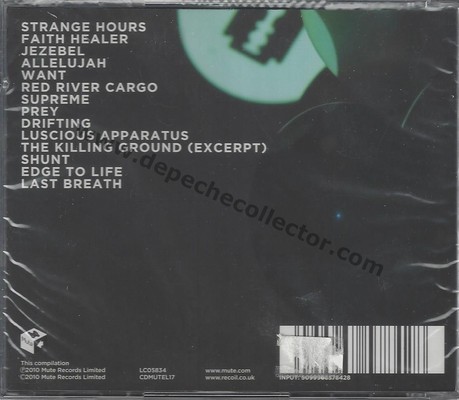 STRANGE HOURS
FAITH HEALER
JEZEBEL
ALLELUJAH
WANT
RED RIVER CARGO
SUPREME
PREY
DRIFTING
LUSCIOUS APPARATUS
THE KILLING GROUND (EXCERPT)
SHUNT
EDGE TO LIFE
LAST BREATH
www.depechecollector.com
MUTE
This compilation
℗2010 Mute Records Limited LC05834 www.mute.com
©2010 Mute Records Limited CDMUTEL17 www.recoil.co.uk